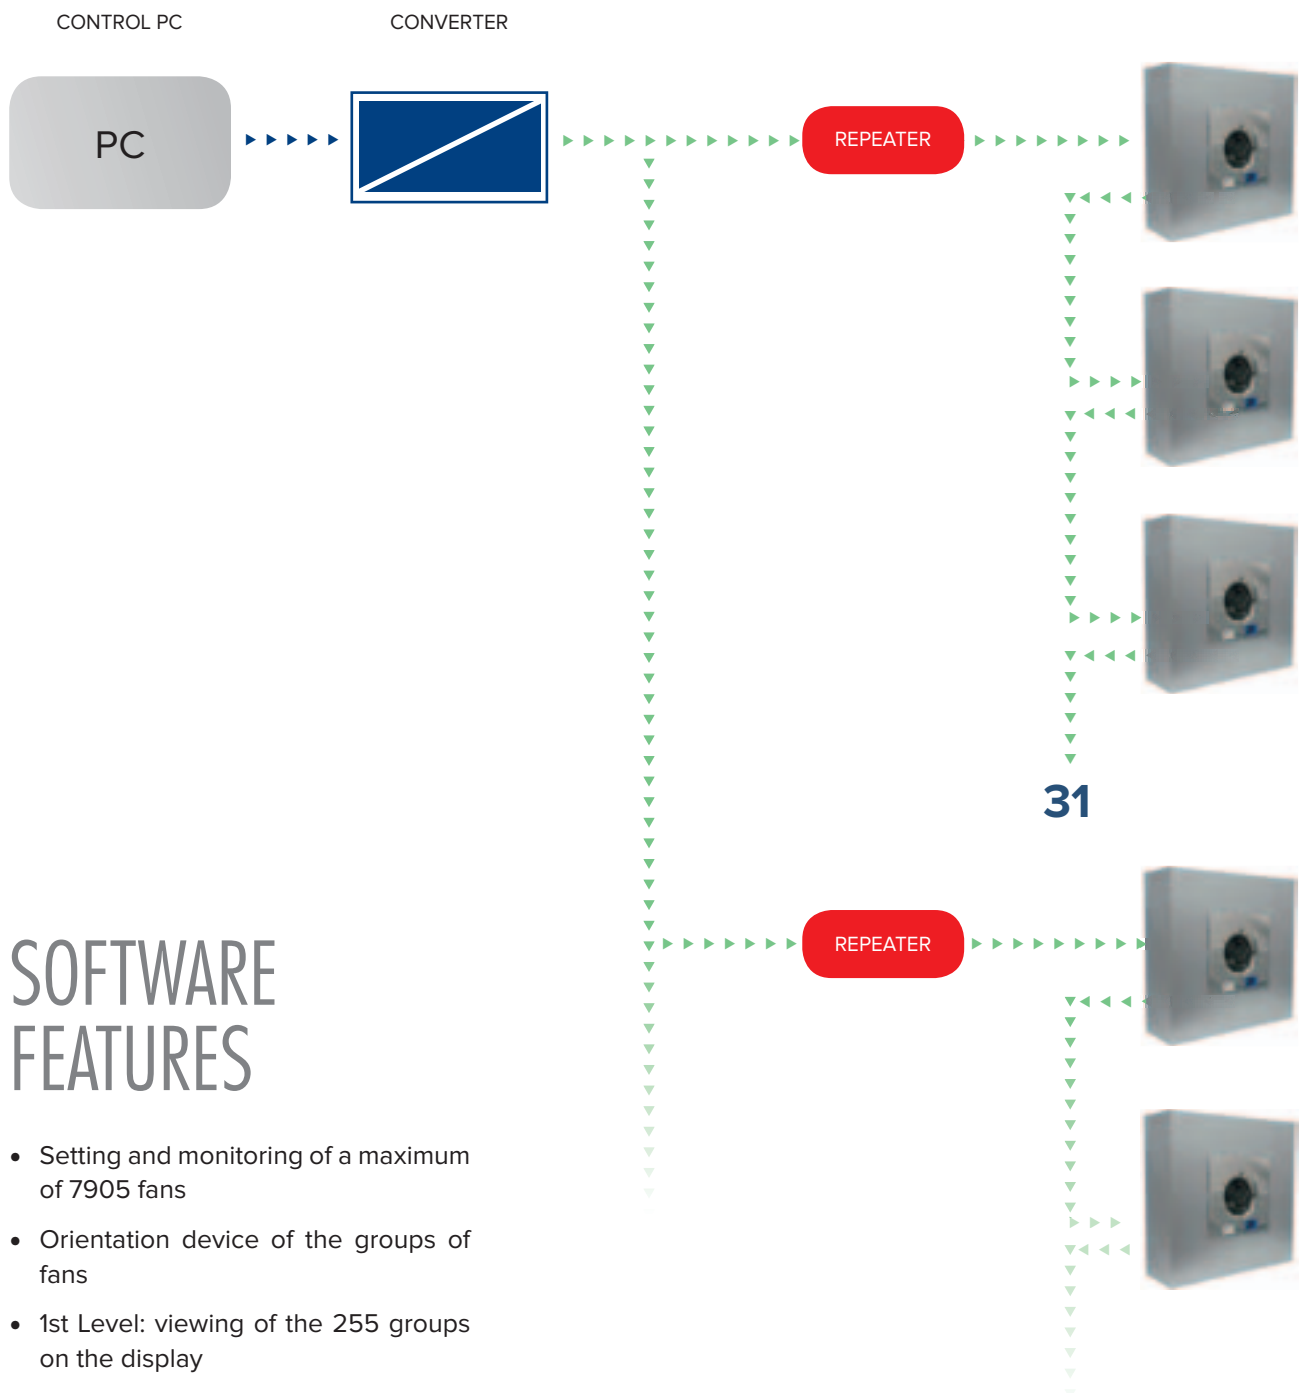 CONTROL PC
CONVERTER
PC
REPEATER
31
REPEATER
SOFTWARE
FEATURES
• Setting and monitoring of a maximum
of 7905 fans
• Orientation device of the groups of
fans
• 1st Level: viewing of the 255 groups
on the display